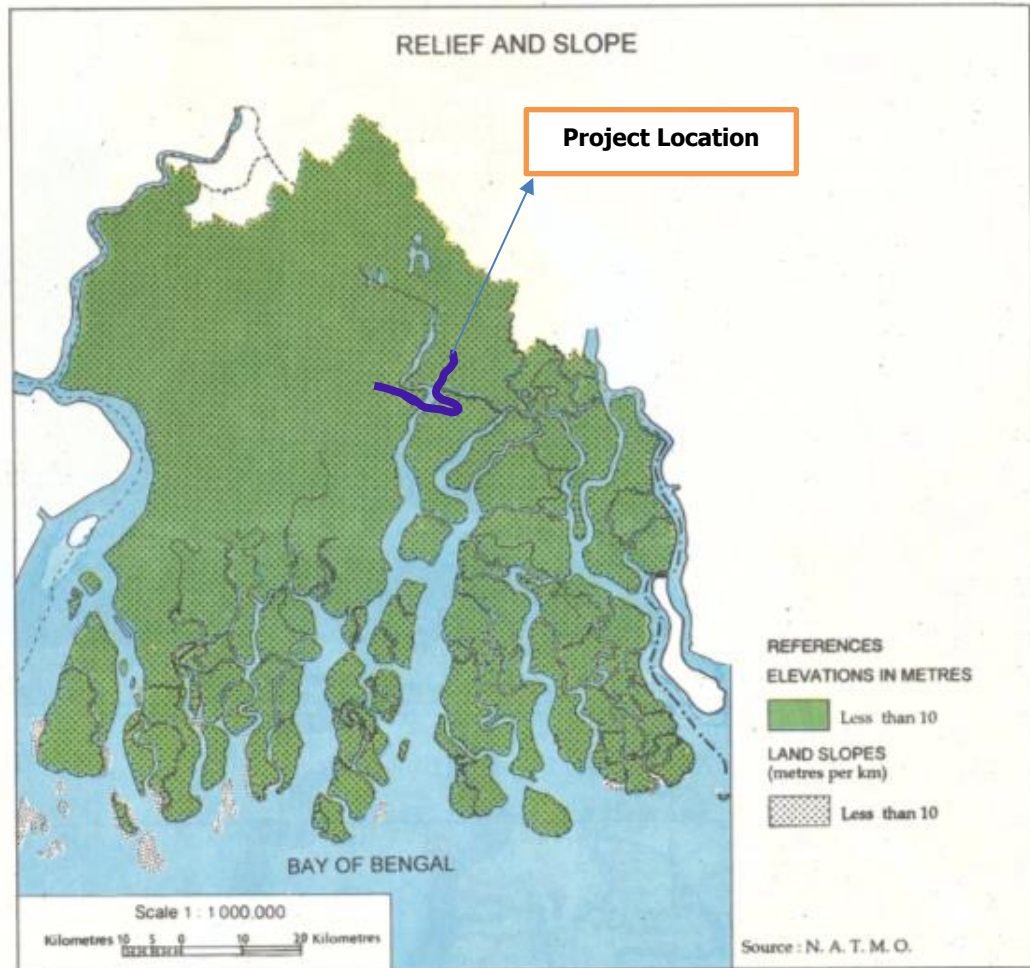 RELIEF AND SLOPE
Project Location
REFERENCES
ELEVATIONS IN METRES
Less than 10
LAND SLOPES
(metres per km)
Less than 10
BAY OF BENGAL
Scale 1 : 1 000,000
Kilometres 10 5 0 10 20 Kilometres
Source : N. A. T. M. O.